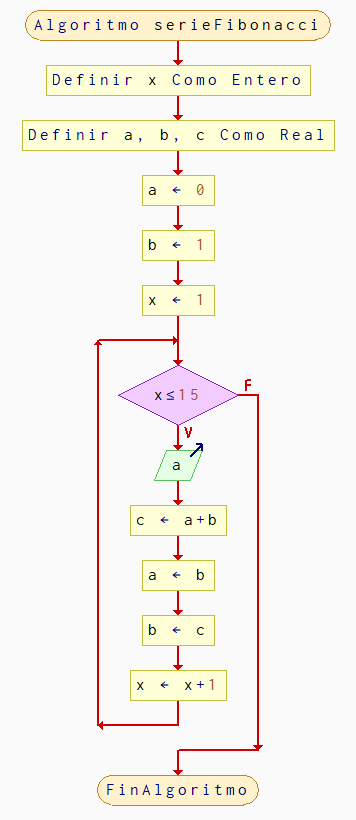 Algoritmo serieFibonacci
Definir x Como Entero
Definir a, b, c Como Real
a ← 0
b ← 1
x ← 1
x≤15
F
V
a
c ← a+b
a ← b
b ← c
x ← x+1
FinAlgoritmo